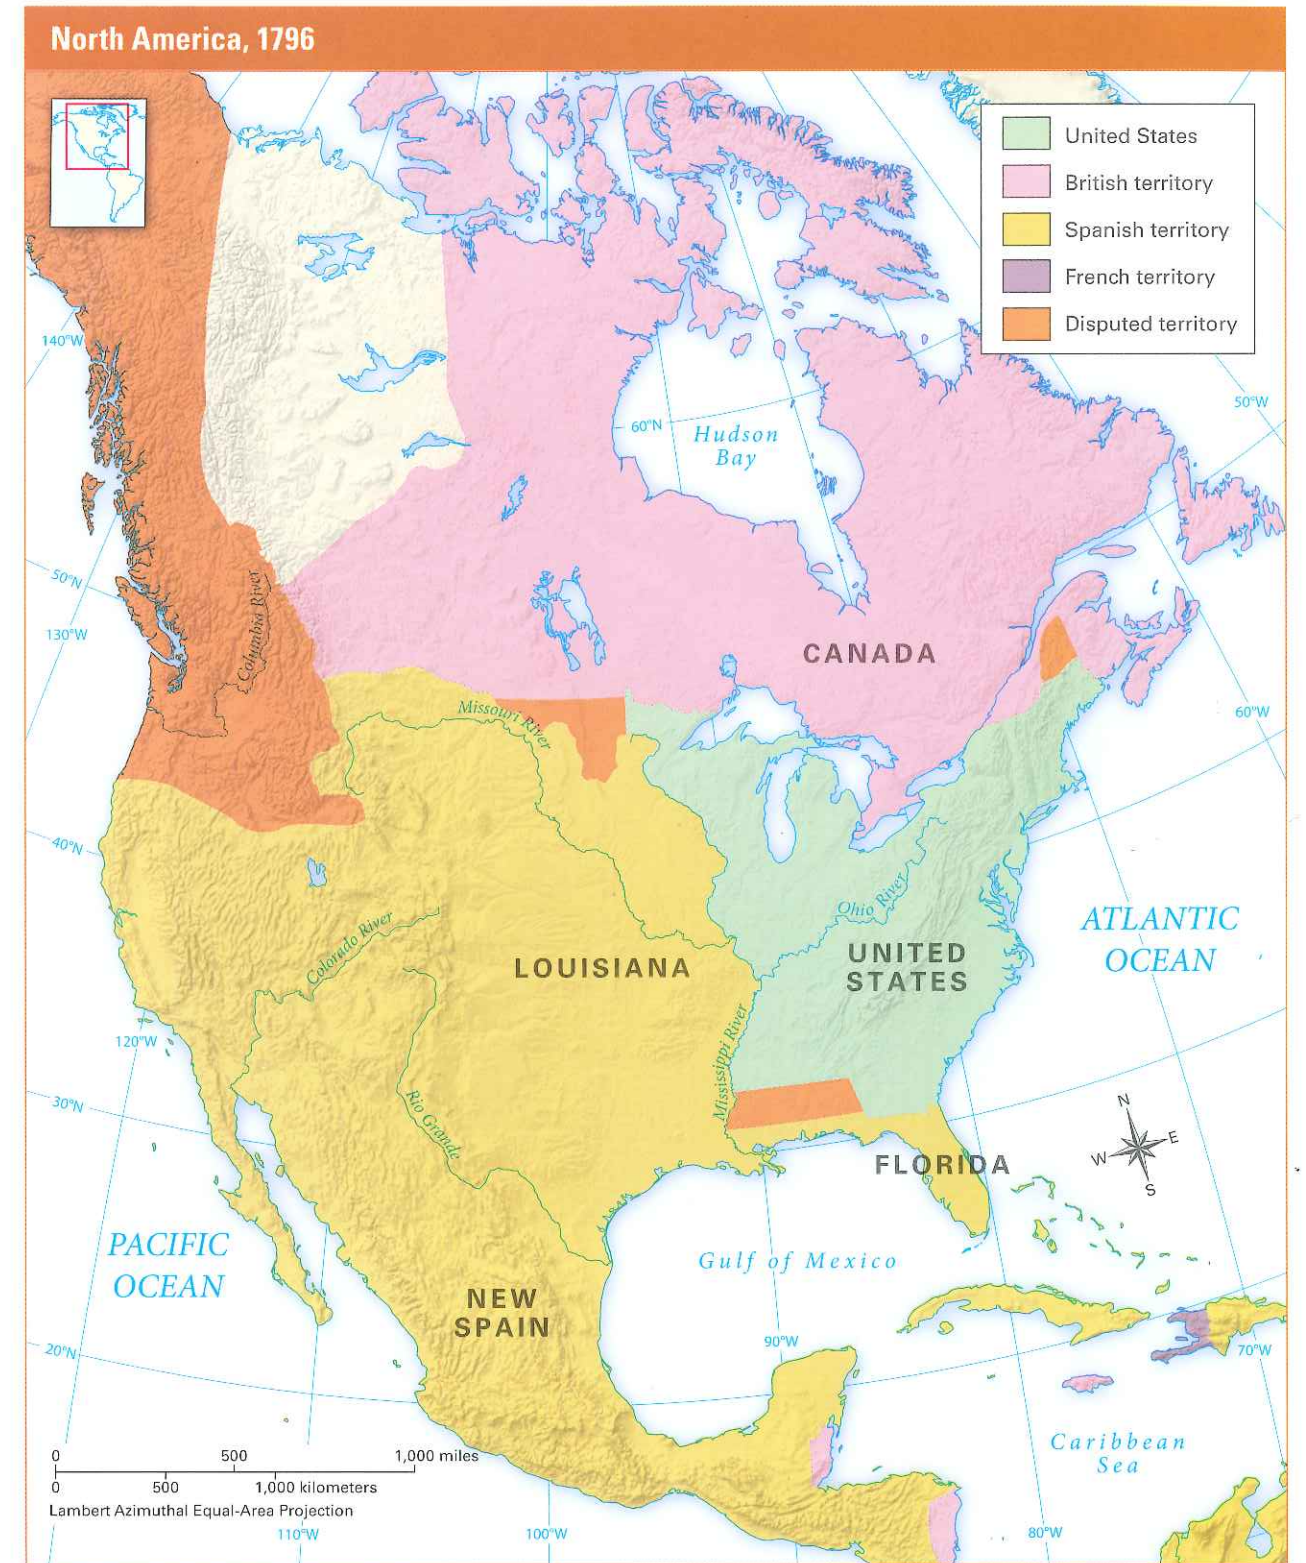 North America, 1796
United States
British territory
Spanish territory
French territory
Disputed territory
140°W
50°W
60°N
Hudson
Bay
50°N
130°W
Columbia River
CANADA
Missouri River
60°W
40°N
Ohio River
ATLANTIC
OCEAN
Colorado River
LOUISIANA
UNITED
STATES
120°W
Mississippi River
30°N
Rio Grande
N
W
E
S
FLORIDA
PACIFIC
OCEAN
Gulf of Mexico
NEW
SPAIN
90°W
70°W
20°N
Caribbean
Sea
0 500 1,000 miles
0 500 1,000 kilometers
Lambert Azimuthal Equal-Area Projection
110°W
100°W
80°W